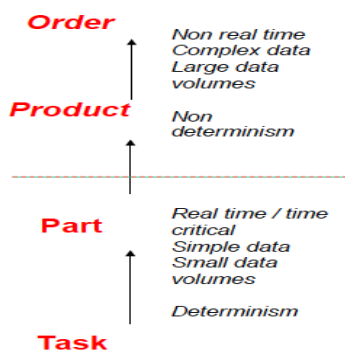 Order
Non real time
Complex data
Large data
volumes
Product
Non
determinism
Part
Real time / time
critical
Simple data
Small data
volumes
Determinism
Task